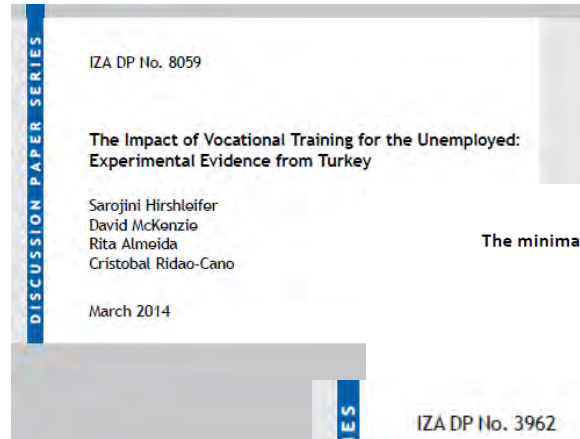 DISCUSSION PAPER SERIES
IZA DP No. 8059
The Impact of Vocational Training for the Unemployed:
Experimental Evidence from Turkey
Sarojini Hirshleifer
David McKenzie
Rita Almeida
Cristobal Ridao-Cano
March 2014
The minima
IES
IZA DP No. 3962